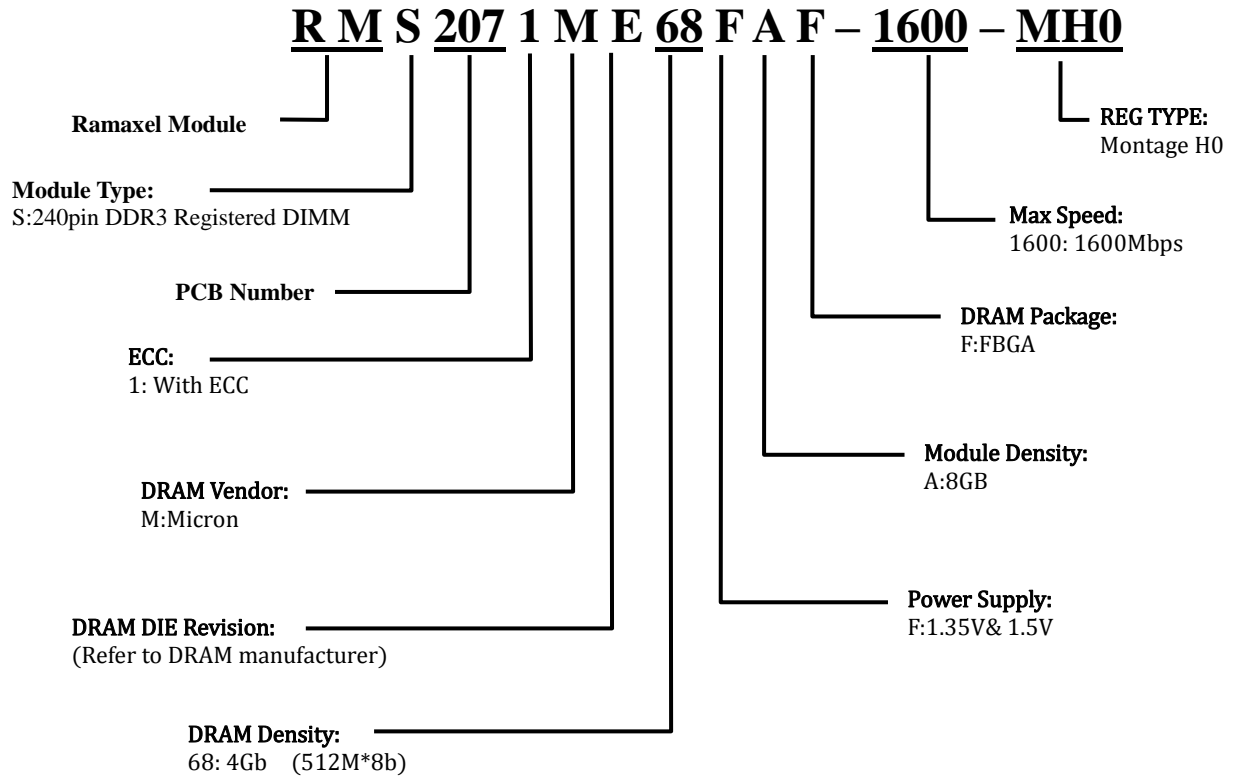 R M S 207 1 M E 68 F A F – 1600 – MH0
Ramaxel Module
REG TYPE:
Montage H0
Module Type:
S:240pin DDR3 Registered DIMM
Max Speed:
1600: 1600Mbps
PCB Number
DRAM Package:
F:FBGA
ECC:
1: With ECC
Module Density:
A:8GB
DRAM Vendor:
M:Micron
Power Supply:
F:1.35V& 1.5V
DRAM DIE Revision:
(Refer to DRAM manufacturer)
DRAM Density:
68: 4Gb (512M*8b)